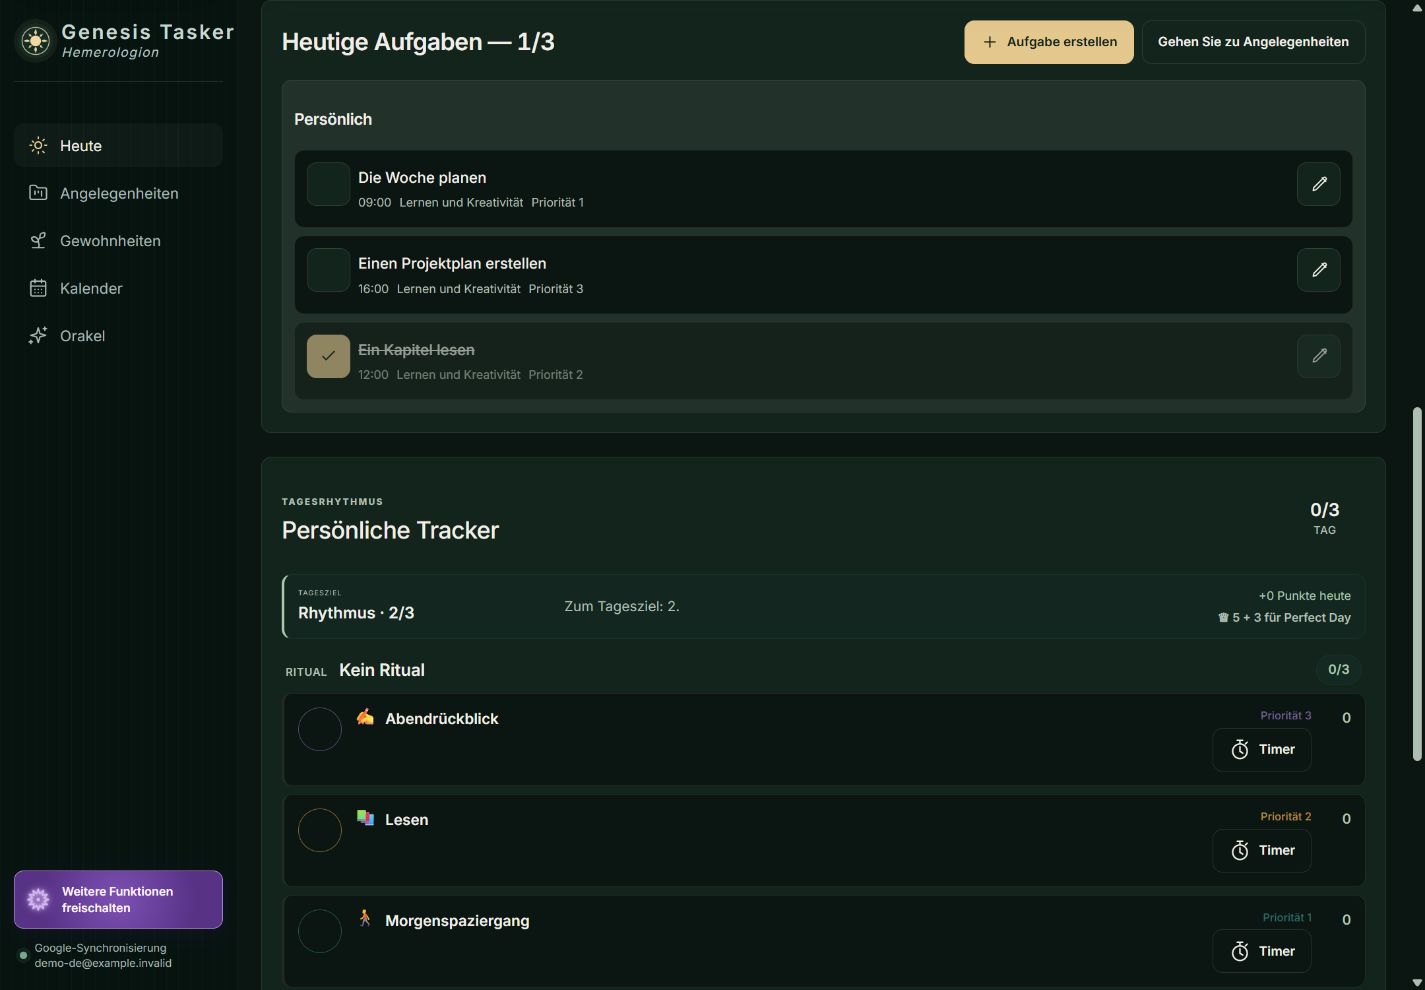 Genesis Tasker
Hemerologion
Heute
Angelegenheiten
Gewohnheiten
Kalender
Orakel
Weitere Funktionen
freischalten
Google-Synchronisierung
demo-de@example.invalid
Heutige Aufgaben — 1/3
Aufgabe erstellen
Gehen Sie zu Angelegenheiten
Persönlich
Die Woche planen
09:00 Lernen und Kreativität Priorität 1
Einen Projektplan erstellen
16:00 Lernen und Kreativität Priorität 3
Ein Kapitel lesen
12:00 Lernen und Kreativität Priorität 2
TAGESRHYTHMUS
Persönliche Tracker
0/3
TAG
TAGESZIEL
Rhythmus · 2/3
Zum Tagesziel: 2.
+0 Punkte heute
♛ 5 + 3 für Perfect Day
RITUAL Kein Ritual
0/3
Abendrückblick
Priorität 3
0
Timer
Lesen
Priorität 2
0
Timer
Morgenspaziergang
Priorität 1
0
Timer